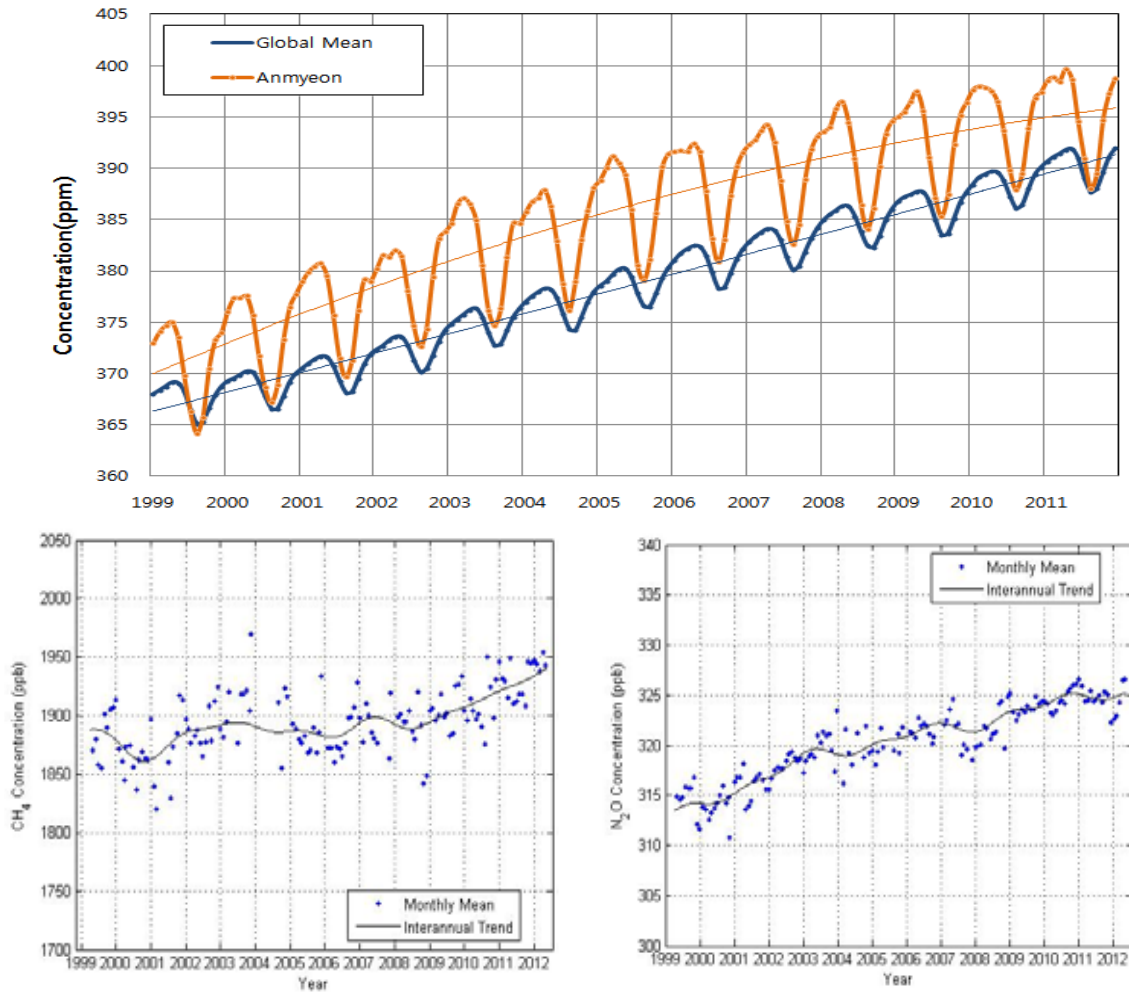 405
400
395
390
385
380
375
370
365
360
Concentration(ppm)
Global Mean
Anmyeon
1999 2000 2001 2002 2003 2004 2005 2006 2007 2008 2009 2010 2011
2050
2000
1950
1900
1850
1800
1750
1700
CH4 Concentration (ppb)
Monthly Mean
Interannual Trend
1999 2000 2001 2002 2003 2004 2005 2006 2007 2008 2009 2010 2011 2012
Year
340
335
330
325
320
315
310
305
300
N2O Concentration (ppb)
Monthly Mean
Interannual Trend
1999 2000 2001 2002 2003 2004 2005 2006 2007 2008 2009 2010 2011 2012
Year